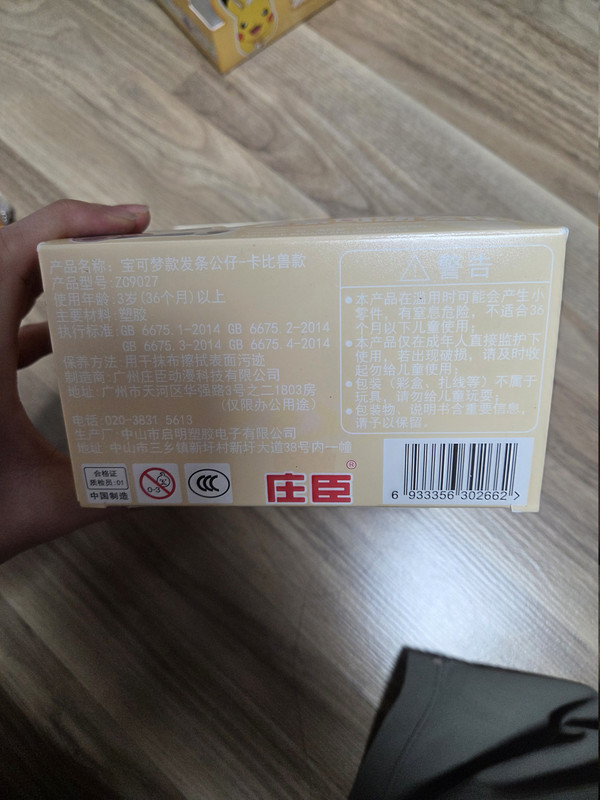 产品名称：宝可梦款发条公仔-卡比兽款
产品型号：ZC9027
使用年龄：3岁(36个月)以上
主要材料：塑胶
执行标准：GB 6675.1-2014 GB 6675.2-2014
GB 6675.3-2014 GB 6675.4-2014
保养方法：用干抹布擦拭表面污迹
制造商：广州庄臣动漫科技有限公司
地址：广州市天河区华强路3号之二1803房
(仅限办公用途)
电话：020-3831 5613
生产厂：中山市启明塑胶电子有限公司
地址：中山市三乡镇新圩村新圩大道38号内一幢
合格证
质检员：01
中国制造
0-3
CCC
庄臣®
警告
●本产品在使用时可能会产生小
零件，有窒息危险，不适合36
个月以下儿童使用；
●本产品仅在成年人直接监护下
使用，若出现破损，请及时收
起勿给儿童使用；
●包装（彩盒、扎线等）不属于
玩具，请勿给儿童玩耍；
●包装物、说明书含重要信息，
请予以保留.
6 933356 302662 >